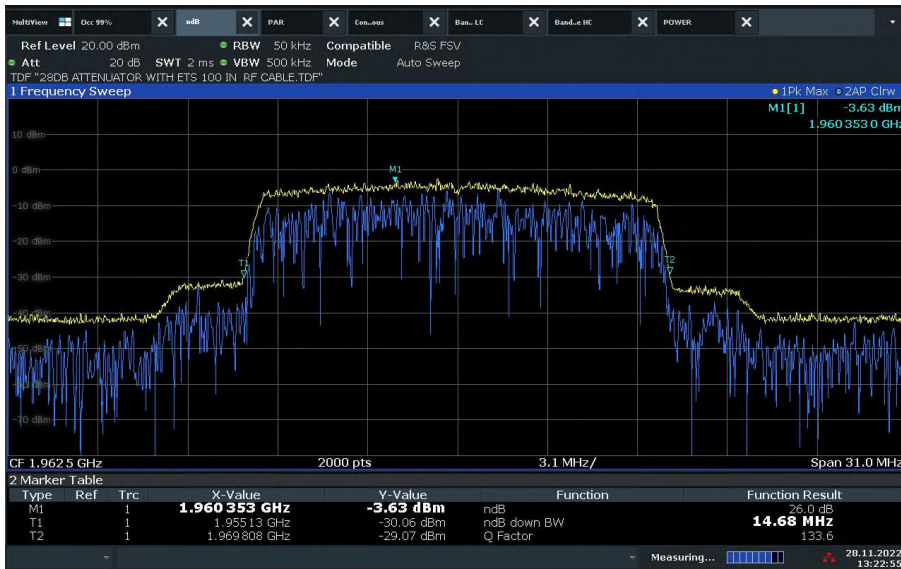 MultiView Occ 99% ndB PAR Con..ous Ban.. LC Band..e HC POWER
Ref Level 20.00 dBm RBW 50 kHz Compatible R&S FSV
Att 20 dB SWT 2 ms VBW 500 kHz Mode Auto Sweep
TDF "28DB ATTENUATOR WITH ETS 100 IN RF CABLE.TDF"
1 Frequency Sweep 1Pk Max 2AP Clrw
M1[1] -3.63 dBm
1.960 353 0 GHz
10 dBm
0 dBm
M1
-10 dBm
-20 dBm
T1
T2
-30 dBm
-40 dBm
-50 dBm
-70 dBm
CF 1.962 5 GHz 2000 pts 3.1 MHz/ Span 31.0 MHz
2 Marker Table
Type Ref Trc X-Value Y-Value Function Function Result
M1 1 1.960 353 GHz -3.63 dBm ndB 26.0 dB
T1 1 1.955 13 GHz -30.06 dBm ndB down BW 14.68 MHz
T2 1 1.969 808 GHz -29.07 dBm Q Factor 133.6
Measuring... 28.11.2022
13:22:55